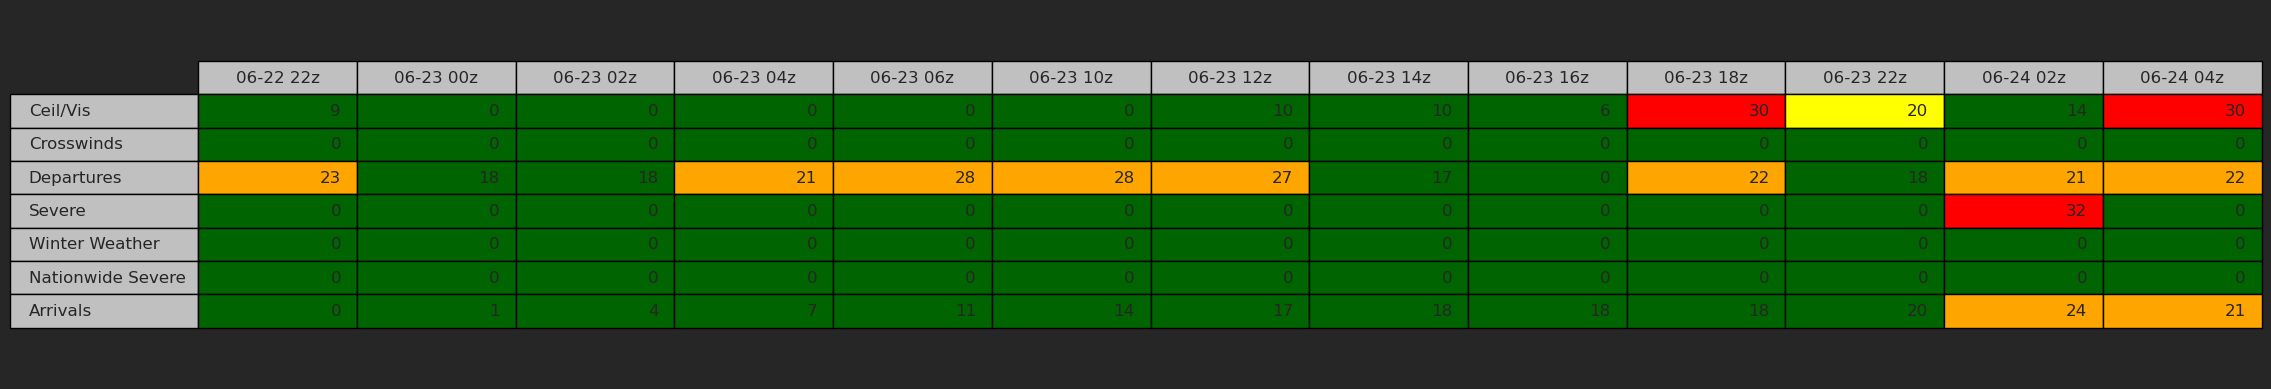 06-22 22z 06-23 00z 06-23 02z 06-23 04z 06-23 06z 06-23 10z 06-23 12z 06-23 14z 06-23 16z 06-23 18z 06-23 22z 06-24 02z 06-24 04z
Ceil/Vis 9 0 0 0 0 0 10 10 6 30 20 14 30
Crosswinds 0 0 0 0 0 0 0 0 0 0 0 0 0
Departures 23 18 18 21 28 28 27 17 0 22 18 21 22
Severe 0 0 0 0 0 0 0 0 0 0 0 32 0
Winter Weather 0 0 0 0 0 0 0 0 0 0 0 0 0
Nationwide Severe 0 0 0 0 0 0 0 0 0 0 0 0 0
Arrivals 0 1 4 7 11 14 17 18 18 18 20 24 21